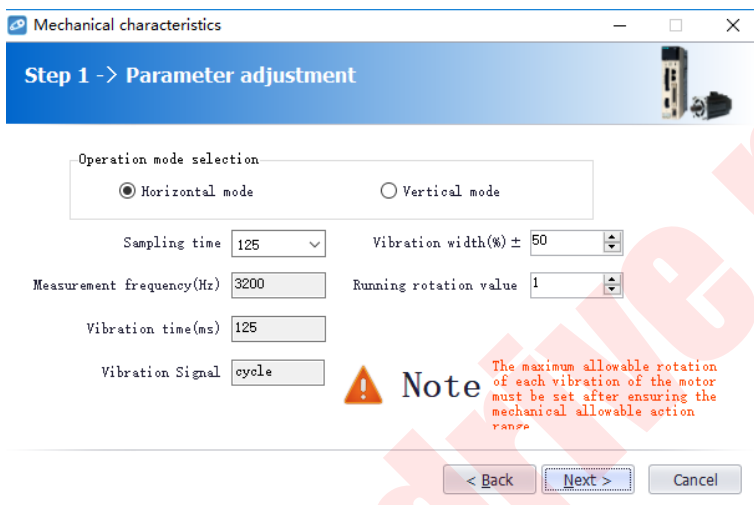 Mechanical characteristics
Step 1 -> Parameter adjustment
Operation mode selection
Horizontal mode
Vertical mode
Sampling time 125
Vibration width(%) ± 50
Measurement frequency(Hz) 3200
Running rotation value 1
Vibration time(ms) 125
Vibration Signal cycle
Note
The maximum allowable rotation
of each vibration of the motor
must be set after ensuring the
mechanical allowable action
range
< Back
Next >
Cancel
drive